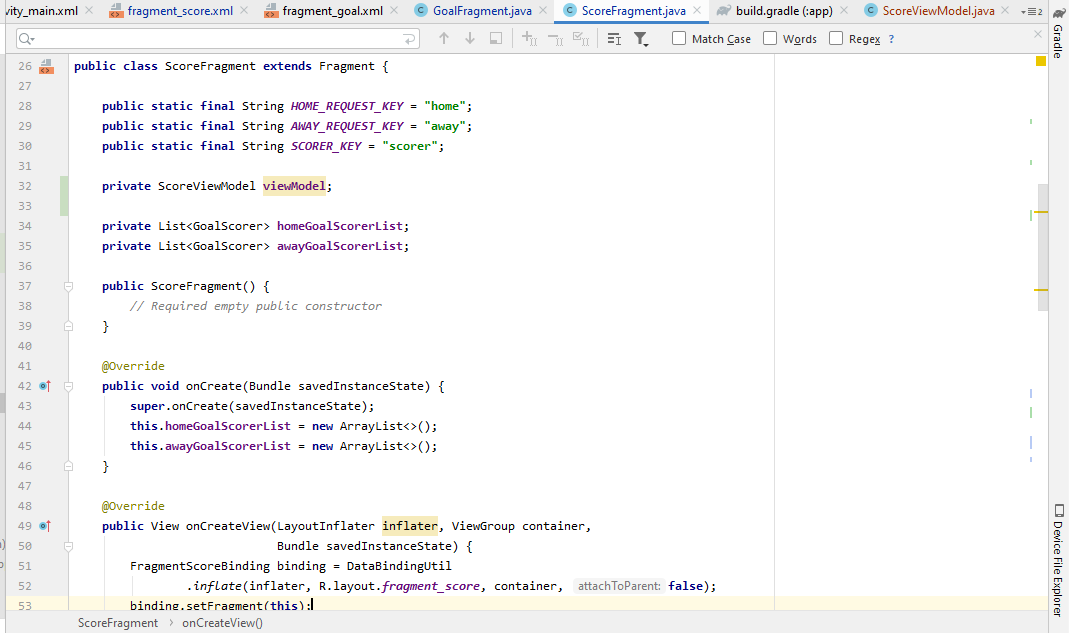 vity_main.xml fragment_score.xml fragment_goal.xml GoalFragment.java ScoreFragment.java build.gradle (:app) ScoreViewModel.java 2
Match Case Words Regex ?
Gradle
26 public class ScoreFragment extends Fragment {
27
28 public static final String HOME_REQUEST_KEY = "home";
29 public static final String AWAY_REQUEST_KEY = "away";
30 public static final String SCORER_KEY = "scorer";
31
32 private ScoreViewModel viewModel;
33
34 private List<GoalScorer> homeGoalScorerList;
35 private List<GoalScorer> awayGoalScorerList;
36
37 public ScoreFragment() {
38 // Required empty public constructor
39 }
40
41 @Override
42 public void onCreate(Bundle savedInstanceState) {
43 super.onCreate(savedInstanceState);
44 this.homeGoalScorerList = new ArrayList<>();
45 this.awayGoalScorerList = new ArrayList<>();
46 }
47
48 @Override
49 public View onCreateView(LayoutInflater inflater, ViewGroup container,
50 Bundle savedInstanceState) {
51 FragmentScoreBinding binding = DataBindingUtil
52 .inflate(inflater, R.layout.fragment_score, container, attachToParent: false);
53 binding.setFragment(this);
Device File Explorer
ScoreFragment › onCreateView()